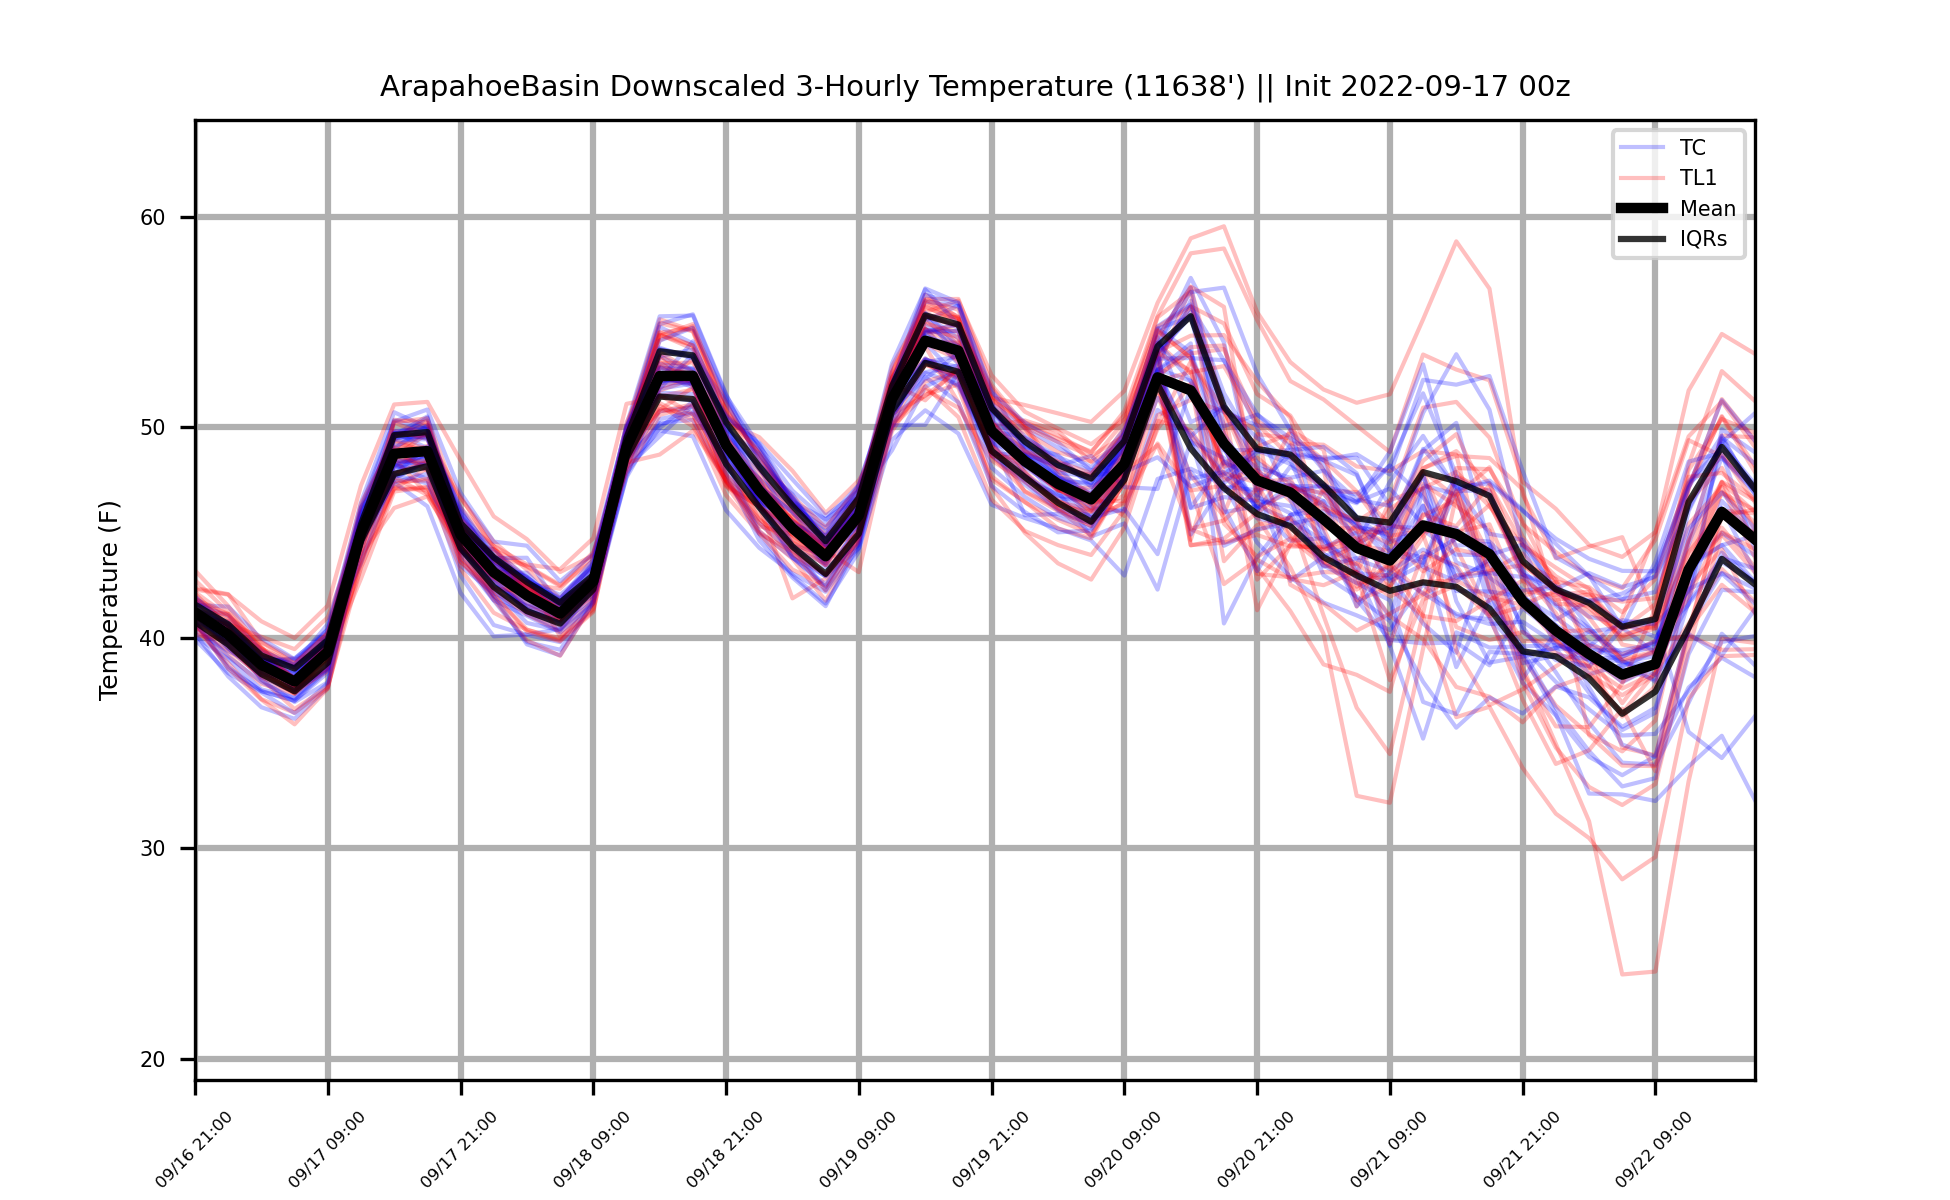 ArapahoeBasin Downscaled 3-Hourly Temperature (11638') || Init 2022-09-17 00z
TC
TL1
Mean
IQRs
Temperature (F)
60
50
40
30
20
09/16 21:00
09/17 09:00
09/17 21:00
09/18 09:00
09/18 21:00
09/19 09:00
09/19 21:00
09/20 09:00
09/20 21:00
09/21 09:00
09/21 21:00
09/22 09:00